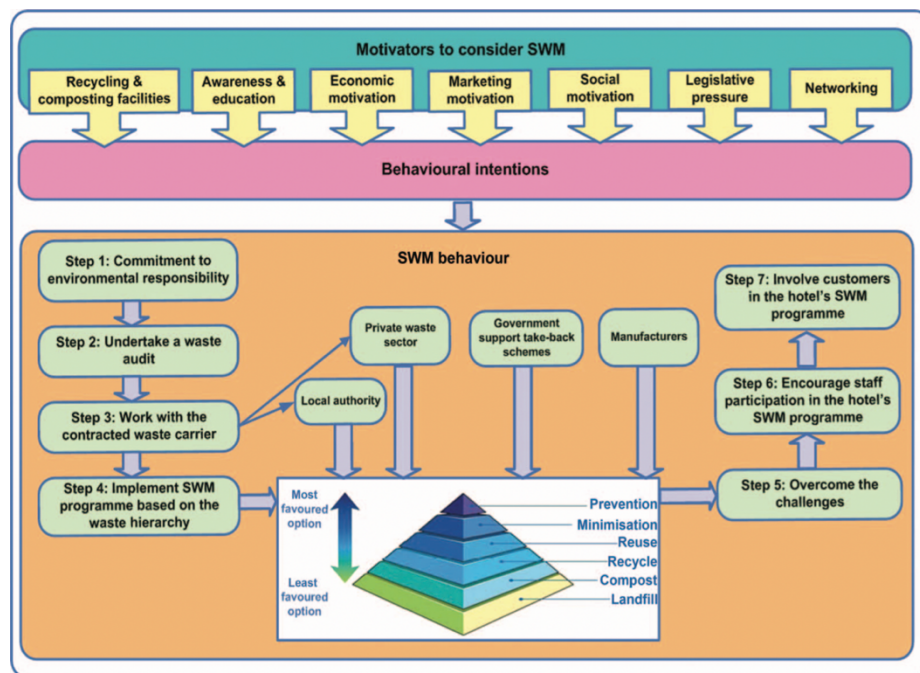 Motivators to consider SWM
Recycling &
composting facilities
Awareness &
education
Economic
motivation
Marketing
motivation
Social
motivation
Legislative
pressure
Networking
Behavioural intentions
SWM behaviour
Step 1: Commitment to
environmental responsibility
Step 2: Undertake a waste
audit
Step 3: Work with the
contracted waste carrier
Step 4: Implement SWM
programme based on the
waste hierarchy
Local authority
Private waste
sector
Government
support take-back
schemes
Manufacturers
Most
favoured
option
Least
favoured
option
Prevention
Minimisation
Reuse
Recycle
Compost
Landfill
Step 7: Involve customers
in the hotel's SWM
programme
Step 6: Encourage staff
participation in the hotel's
SWM programme
Step 5: Overcome the
challenges